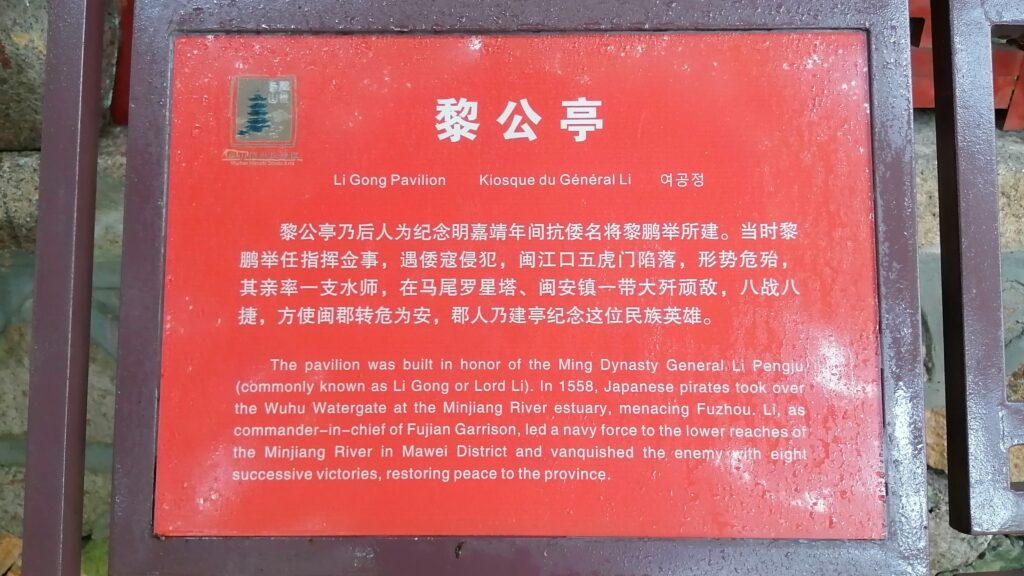 黎公亭
Li Gong Pavilion Kiosque du Général Li 여공정
黎公亭乃后人为纪念明嘉靖年间抗倭名将黎鹏举所建。当时黎
鹏举任指挥佥事，遇倭寇侵犯，闽江口五虎门陷落，形势危殆，
其亲率一支水师，在马尾罗星塔、闽安镇一带大歼顽敌，八战八
捷，方使闽郡转危为安，郡人乃建亭纪念这位民族英雄。
The pavilion was built in honor of the Ming Dynasty General Li Pengju
(commonly known as Li Gong or Lord Li). In 1558, Japanese pirates took over
the Wuhu Watergate at the Minjiang River estuary, menacing Fuzhou. Li, as
commander-in-chief of Fujian Garrison, led a navy force to the lower reaches of
the Minjiang River in Mawei District and vanquished the enemy with eight
successive victories, restoring peace to the province.